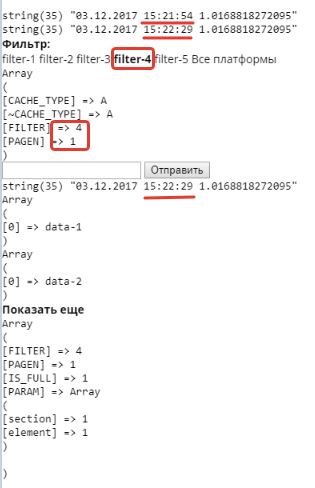 string(35) "03.12.2017 15:21:54 1.0168818272095"
string(35) "03.12.2017 15:22:29 1.0168818272095"
Фильтр:
filter-1 filter-2 filter-3 filter-4 filter-5 Все платформы
Array
(
[CACHE_TYPE] => A
[~CACHE_TYPE] => A
[FILTER] => 4
[PAGEN] => 1
)
Отправить
string(35) "03.12.2017 15:22:29 1.0168818272095"
Array
(
[0] => data-1
)
Array
(
[0] => data-2
)
Показать еще
Array
(
[FILTER] => 4
[PAGEN] => 1
[IS_FULL] => 1
[PARAM] => Array
(
[section] => 1
[element] => 1
)
)